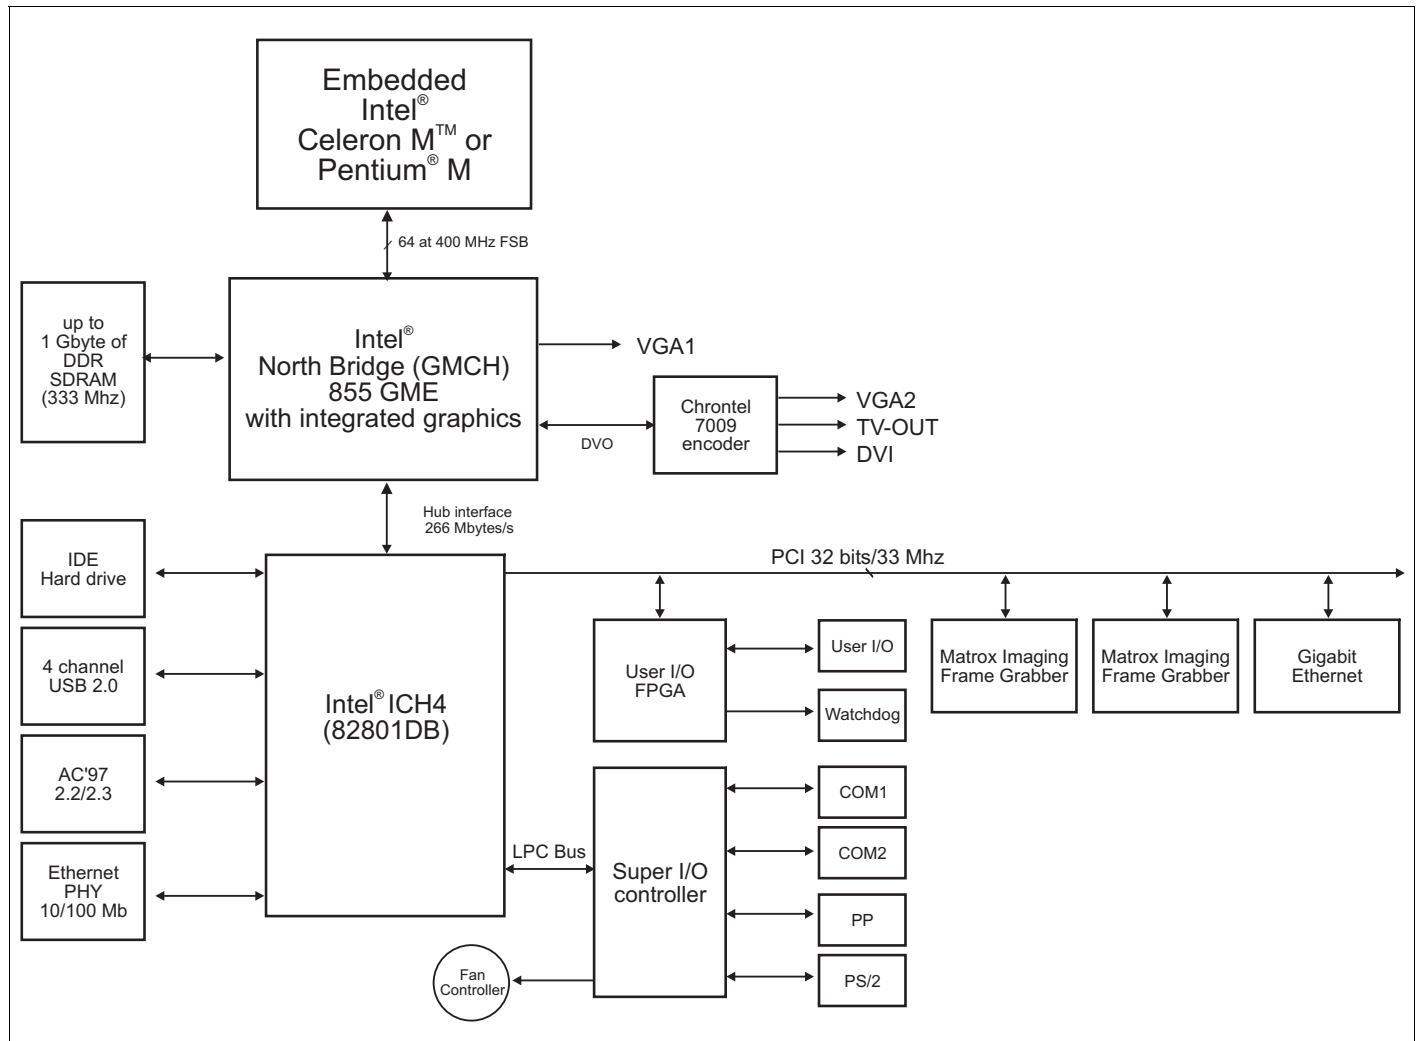 Embedded
Intel®
Celeron M™ or
Pentium® M
64 at 400 MHz FSB
up to
1 Gbyte of
DDR
SDRAM
(333 Mhz)
Intel®
North Bridge (GMCH)
855 GME
with integrated graphics
VGA1
DVO
Chrontel
7009
encoder
VGA2
TV-OUT
DVI
Hub interface
266 Mbytes/s
IDE
Hard drive
4 channel
USB 2.0
AC'97
2.2/2.3
Ethernet
PHY
10/100 Mb
Intel® ICH4
(82801DB)
PCI 32 bits/33 Mhz
User I/O
FPGA
User I/O
Watchdog
Matrox Imaging
Frame Grabber
Matrox Imaging
Frame Grabber
Gigabit
Ethernet
LPC Bus
Super I/O
controller
COM1
COM2
PP
PS/2
Fan
Controller